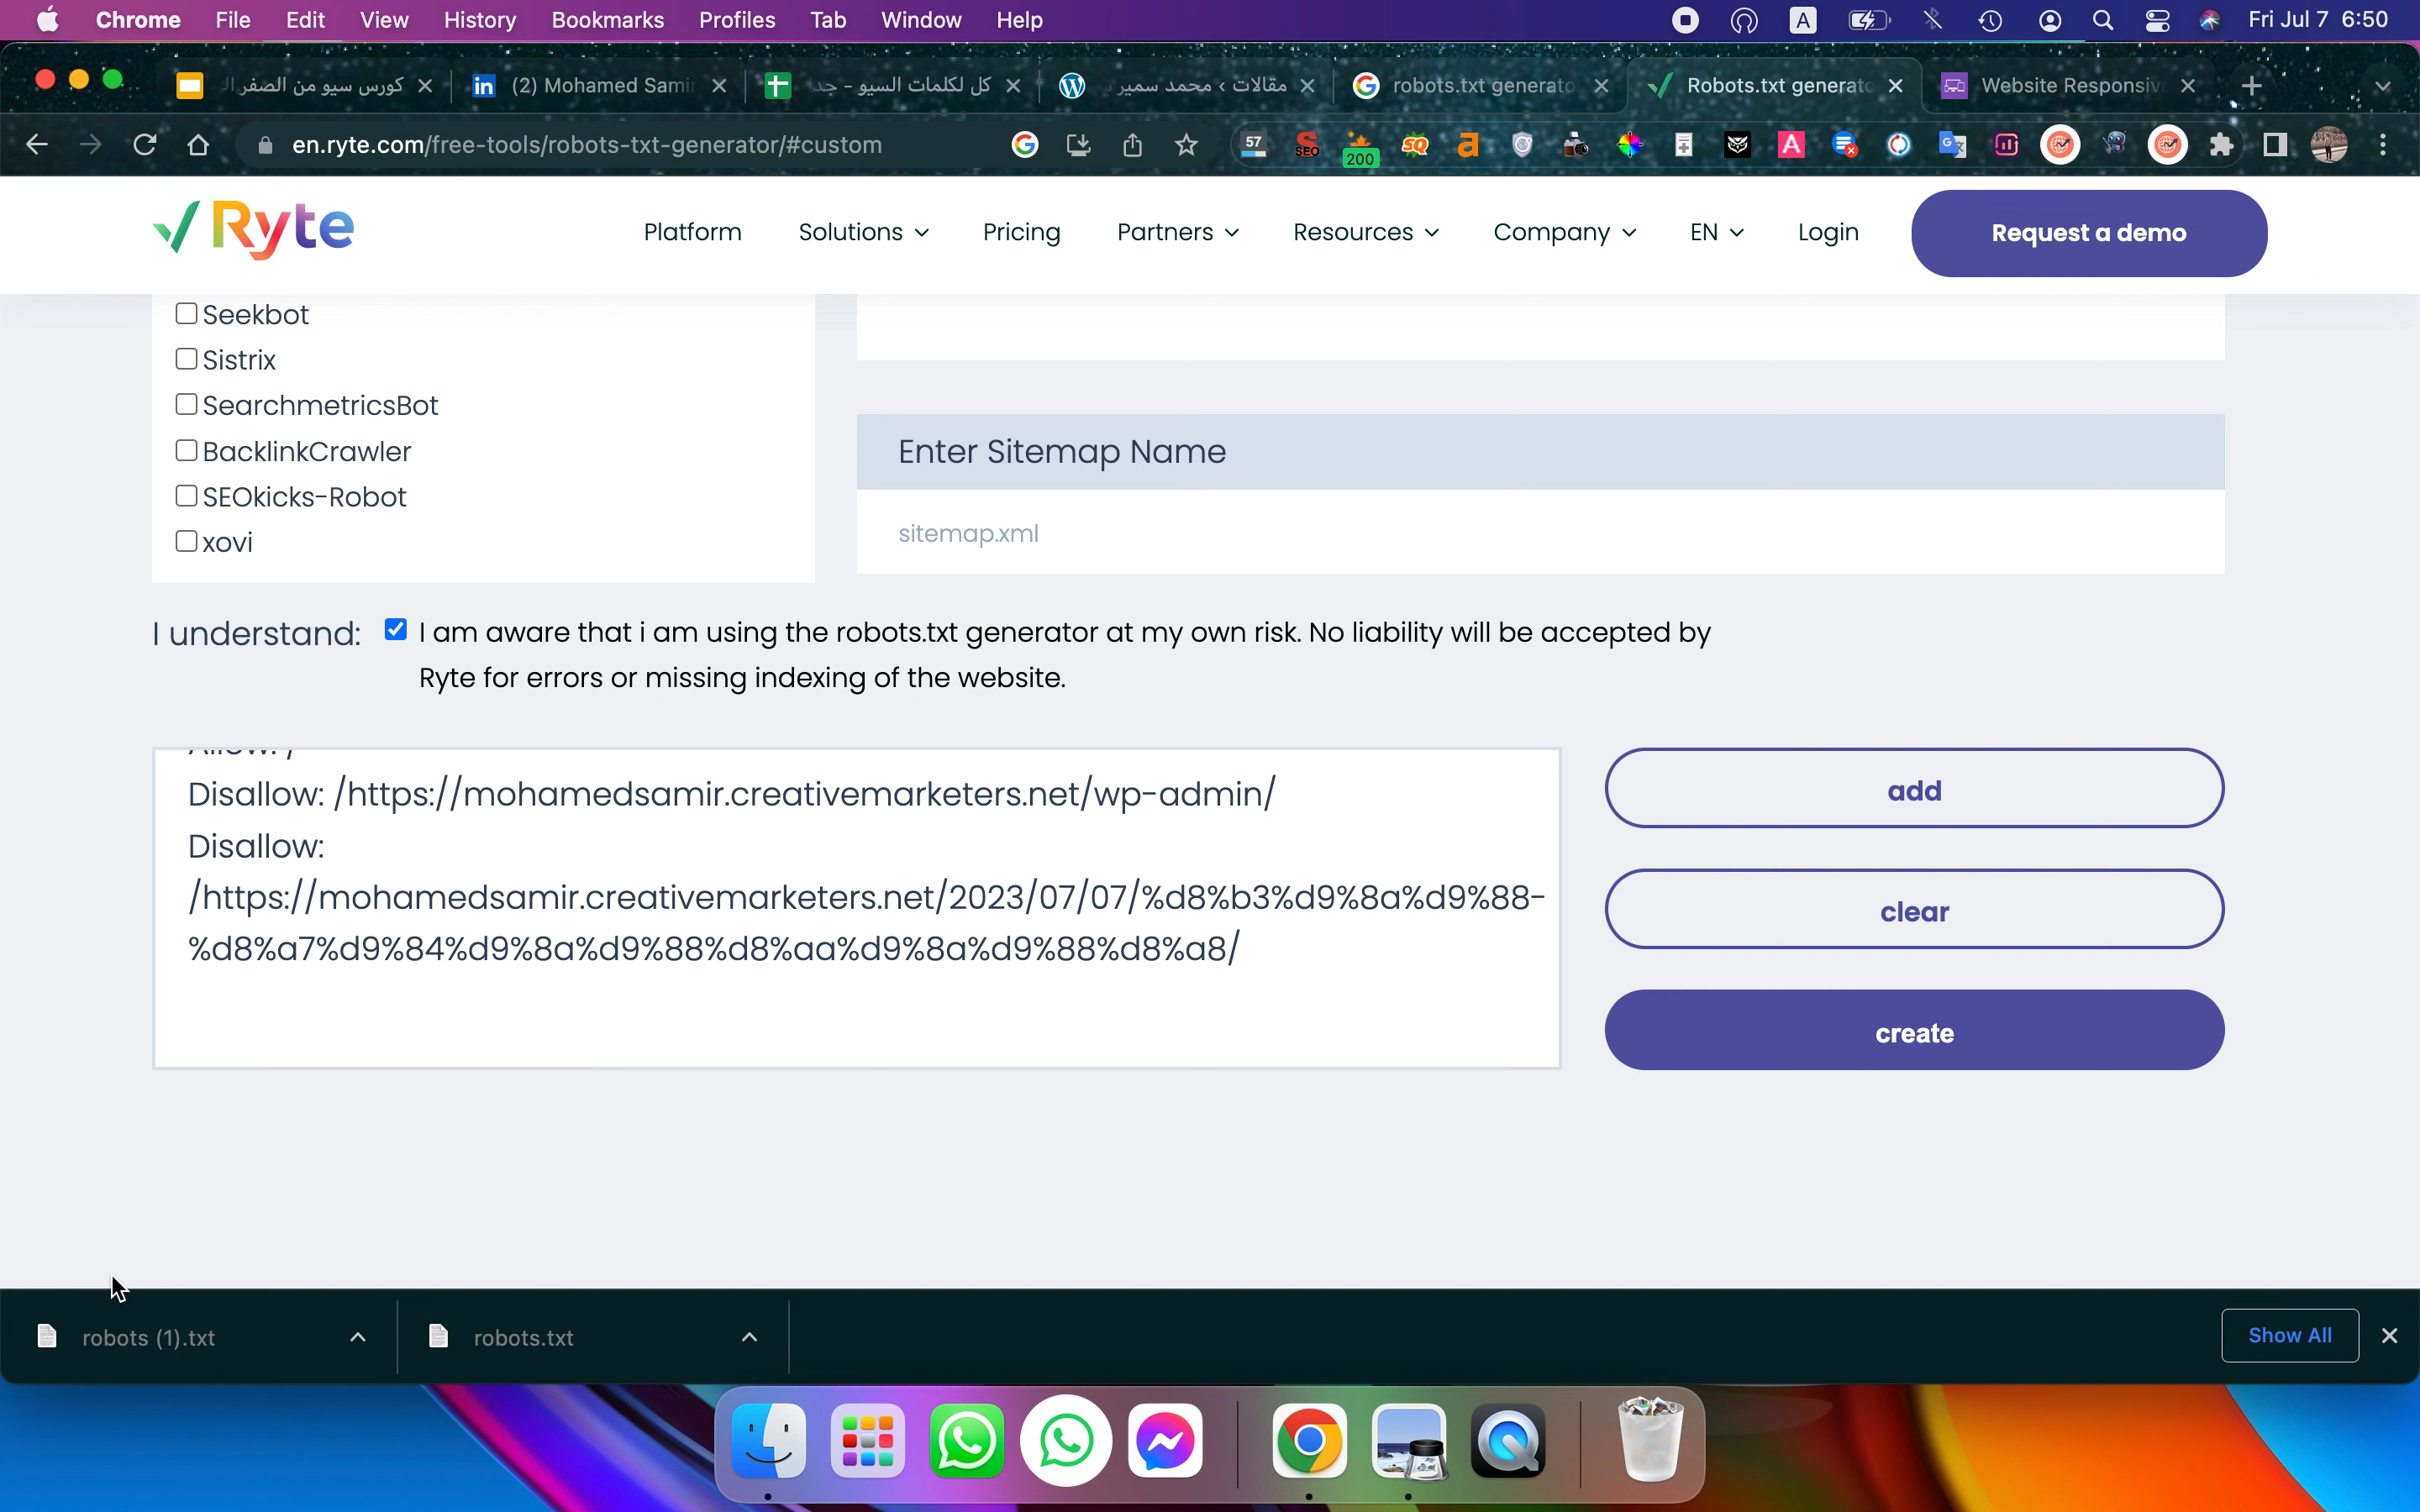 Chrome File Edit View History Bookmarks Profiles Tab Window Help A Fri Jul 7 6:50
كورس سيو من الصفر ال (2) Mohamed Sami كل لكلمات السيو - جد مقالات ‹ محمد سمير robots.txt generato Robots.txt generato Website Responsiv
en.ryte.com/free-tools/robots-txt-generator/#custom 57 SEO 200 SQ a A
Ryte Platform Solutions Pricing Partners Resources Company EN Login Request a demo
Seekbot
Sistrix
SearchmetricsBot
BacklinkCrawler
SEOkicks-Robot
xovi
Enter Sitemap Name
sitemap.xml
I understand: I am aware that i am using the robots.txt generator at my own risk. No liability will be accepted by
Ryte for errors or missing indexing of the website.
Allow: /
Disallow: /https://mohamedsamir.creativemarketers.net/wp-admin/
Disallow:
/https://mohamedsamir.creativemarketers.net/2023/07/07/%d8%b3%d9%8a%d9%88-
%d8%a7%d9%84%d9%8a%d9%88%d8%aa%d9%8a%d9%88%d8%a8/
add
clear
create
robots (1).txt robots.txt Show All